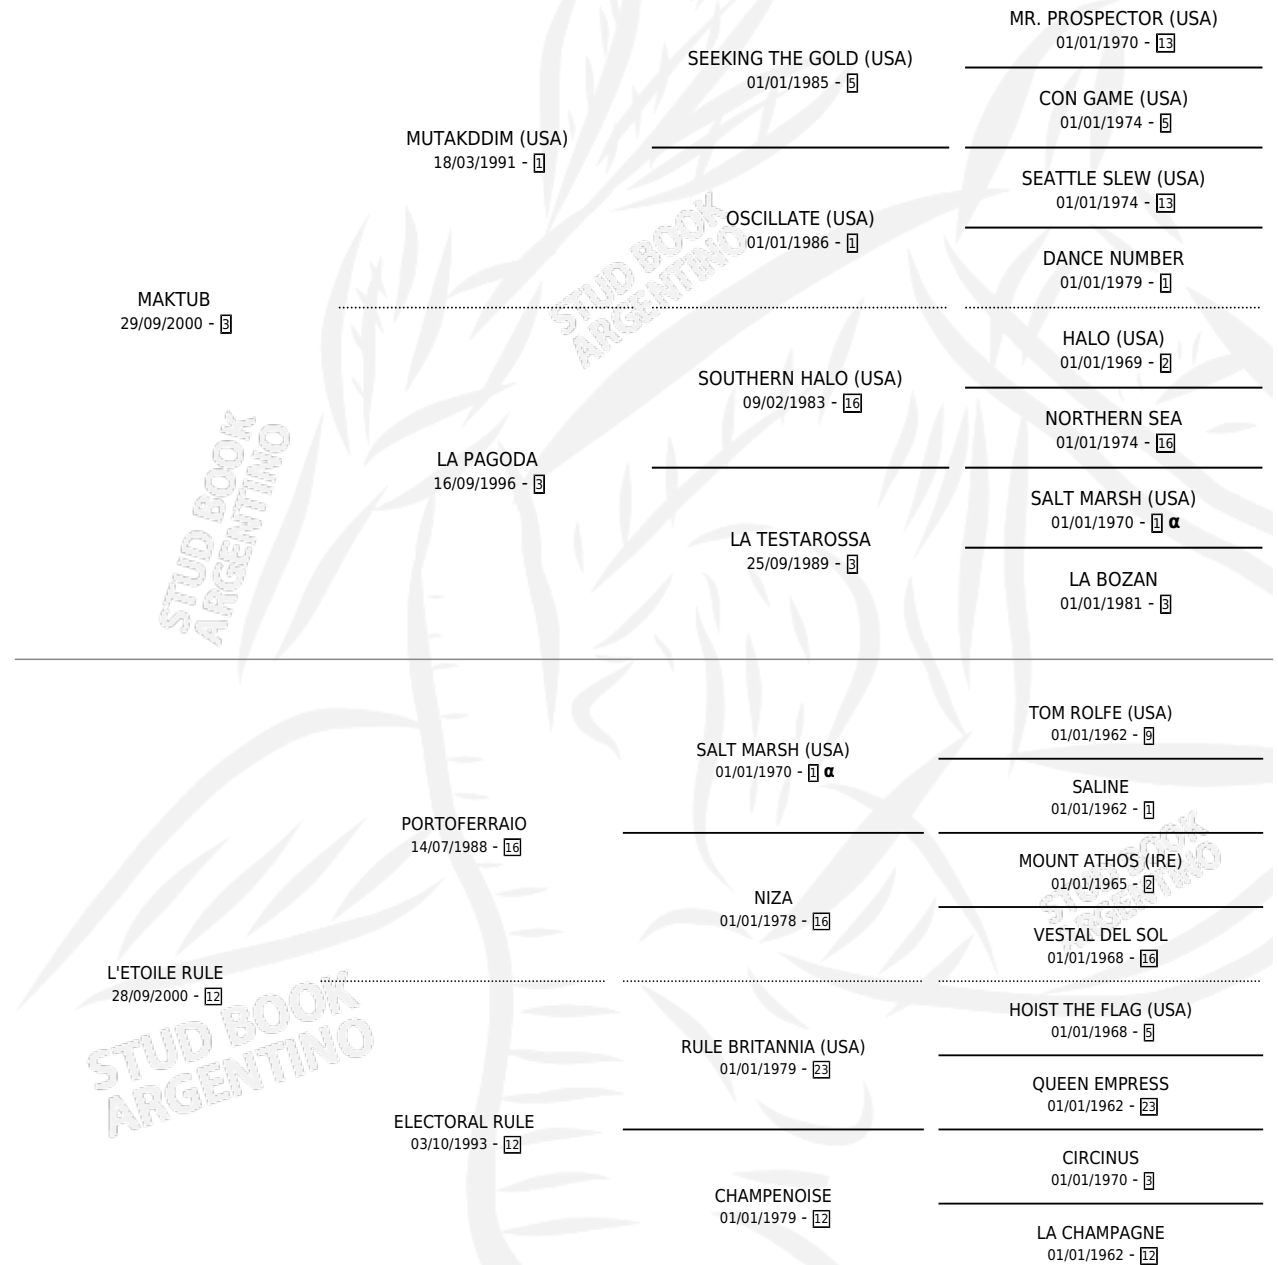 MR. PROSPECTOR (USA)
01/01/1970 - 13
SEEKING THE GOLD (USA)
01/01/1985 - 5
CON GAME (USA)
01/01/1974 - 5
MUTAKDDIM (USA)
18/03/1991 - 1
SEATTLE SLEW (USA)
01/01/1974 - 13
OSCILLATE (USA)
01/01/1986 - 1
DANCE NUMBER
01/01/1979 - 1
STUD BOOK
ARGENTINO
MAKTUB
29/09/2000 - 3
HALO (USA)
01/01/1969 - 2
SOUTHERN HALO (USA)
09/02/1983 - 16
NORTHERN SEA
01/01/1974 - 16
LA PAGODA
16/09/1996 - 3
SALT MARSH (USA)
01/01/1970 - 1 α
LA TESTAROSSA
25/09/1989 - 3
LA BOZAN
01/01/1981 - 3
STUD BOOK
ARGENTINO
TOM ROLFE (USA)
01/01/1962 - 9
SALT MARSH (USA)
01/01/1970 - 1 α
SALINE
01/01/1962 - 1
PORTOFERRAIO
14/07/1988 - 16
MOUNT ATHOS (IRE)
01/01/1965 - 2
NIZA
01/01/1978 - 16
VESTAL DEL SOL
01/01/1968 - 16
STUD BOOK
ARGENTINO
L'ETOILE RULE
28/09/2000 - 12
HOIST THE FLAG (USA)
01/01/1968 - 5
RULE BRITANNIA (USA)
01/01/1979 - 23
QUEEN EMPRESS
01/01/1962 - 23
STUD BOOK
ARGENTINO
ELECTORAL RULE
03/10/1993 - 12
CIRCINUS
01/01/1970 - 3
CHAMPENOISE
01/01/1979 - 12
LA CHAMPAGNE
01/01/1962 - 12